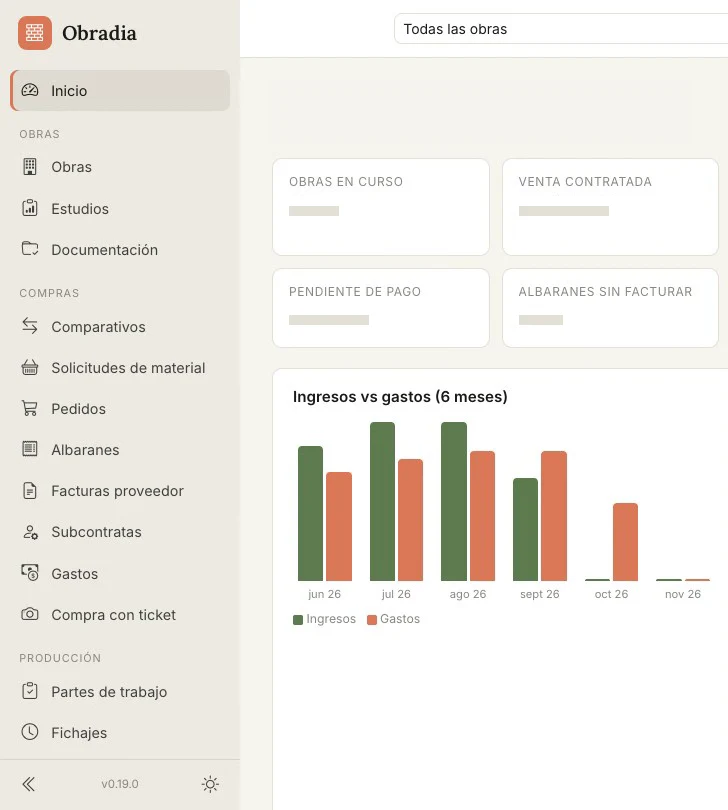 Obradia
Todas las obras
Inicio
OBRAS
Obras
Estudios
Documentación
COMPRAS
Comparativos
Solicitudes de material
Pedidos
Albaranes
Facturas proveedor
Subcontratas
Gastos
Compra con ticket
PRODUCCIÓN
Partes de trabajo
Fichajes
v0.19.0
OBRAS EN CURSO
VENTA CONTRATADA
PENDIENTE DE PAGO
ALBARANES SIN FACTURAR
Ingresos vs gastos (6 meses)
jun 26 jul 26 ago 26 sept 26 oct 26 nov 26
Ingresos Gastos